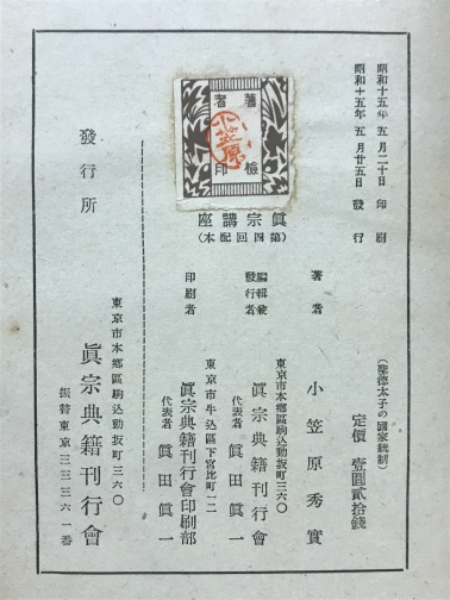 昭和十五年五月二十日 印刷
昭和十五年五月廿五日 發行
(聖德太子の國家統制)
定價 壹圓貳拾錢
著者檢印
小笠原
眞宗講座
(第四回配本)
著者 小笠原秀實
東京市本鄕區駒込動坂町三六〇
編輯兼發行者 眞宗典籍刊行會
代表者 眞田眞一
東京市牛込區下宮比町一二
印刷者 眞宗典籍刊行會印刷部
代表者 眞田眞一
發行所
東京市本鄕區駒込動坂町三六〇
眞宗典籍刊行會
振替東京三三三六一番